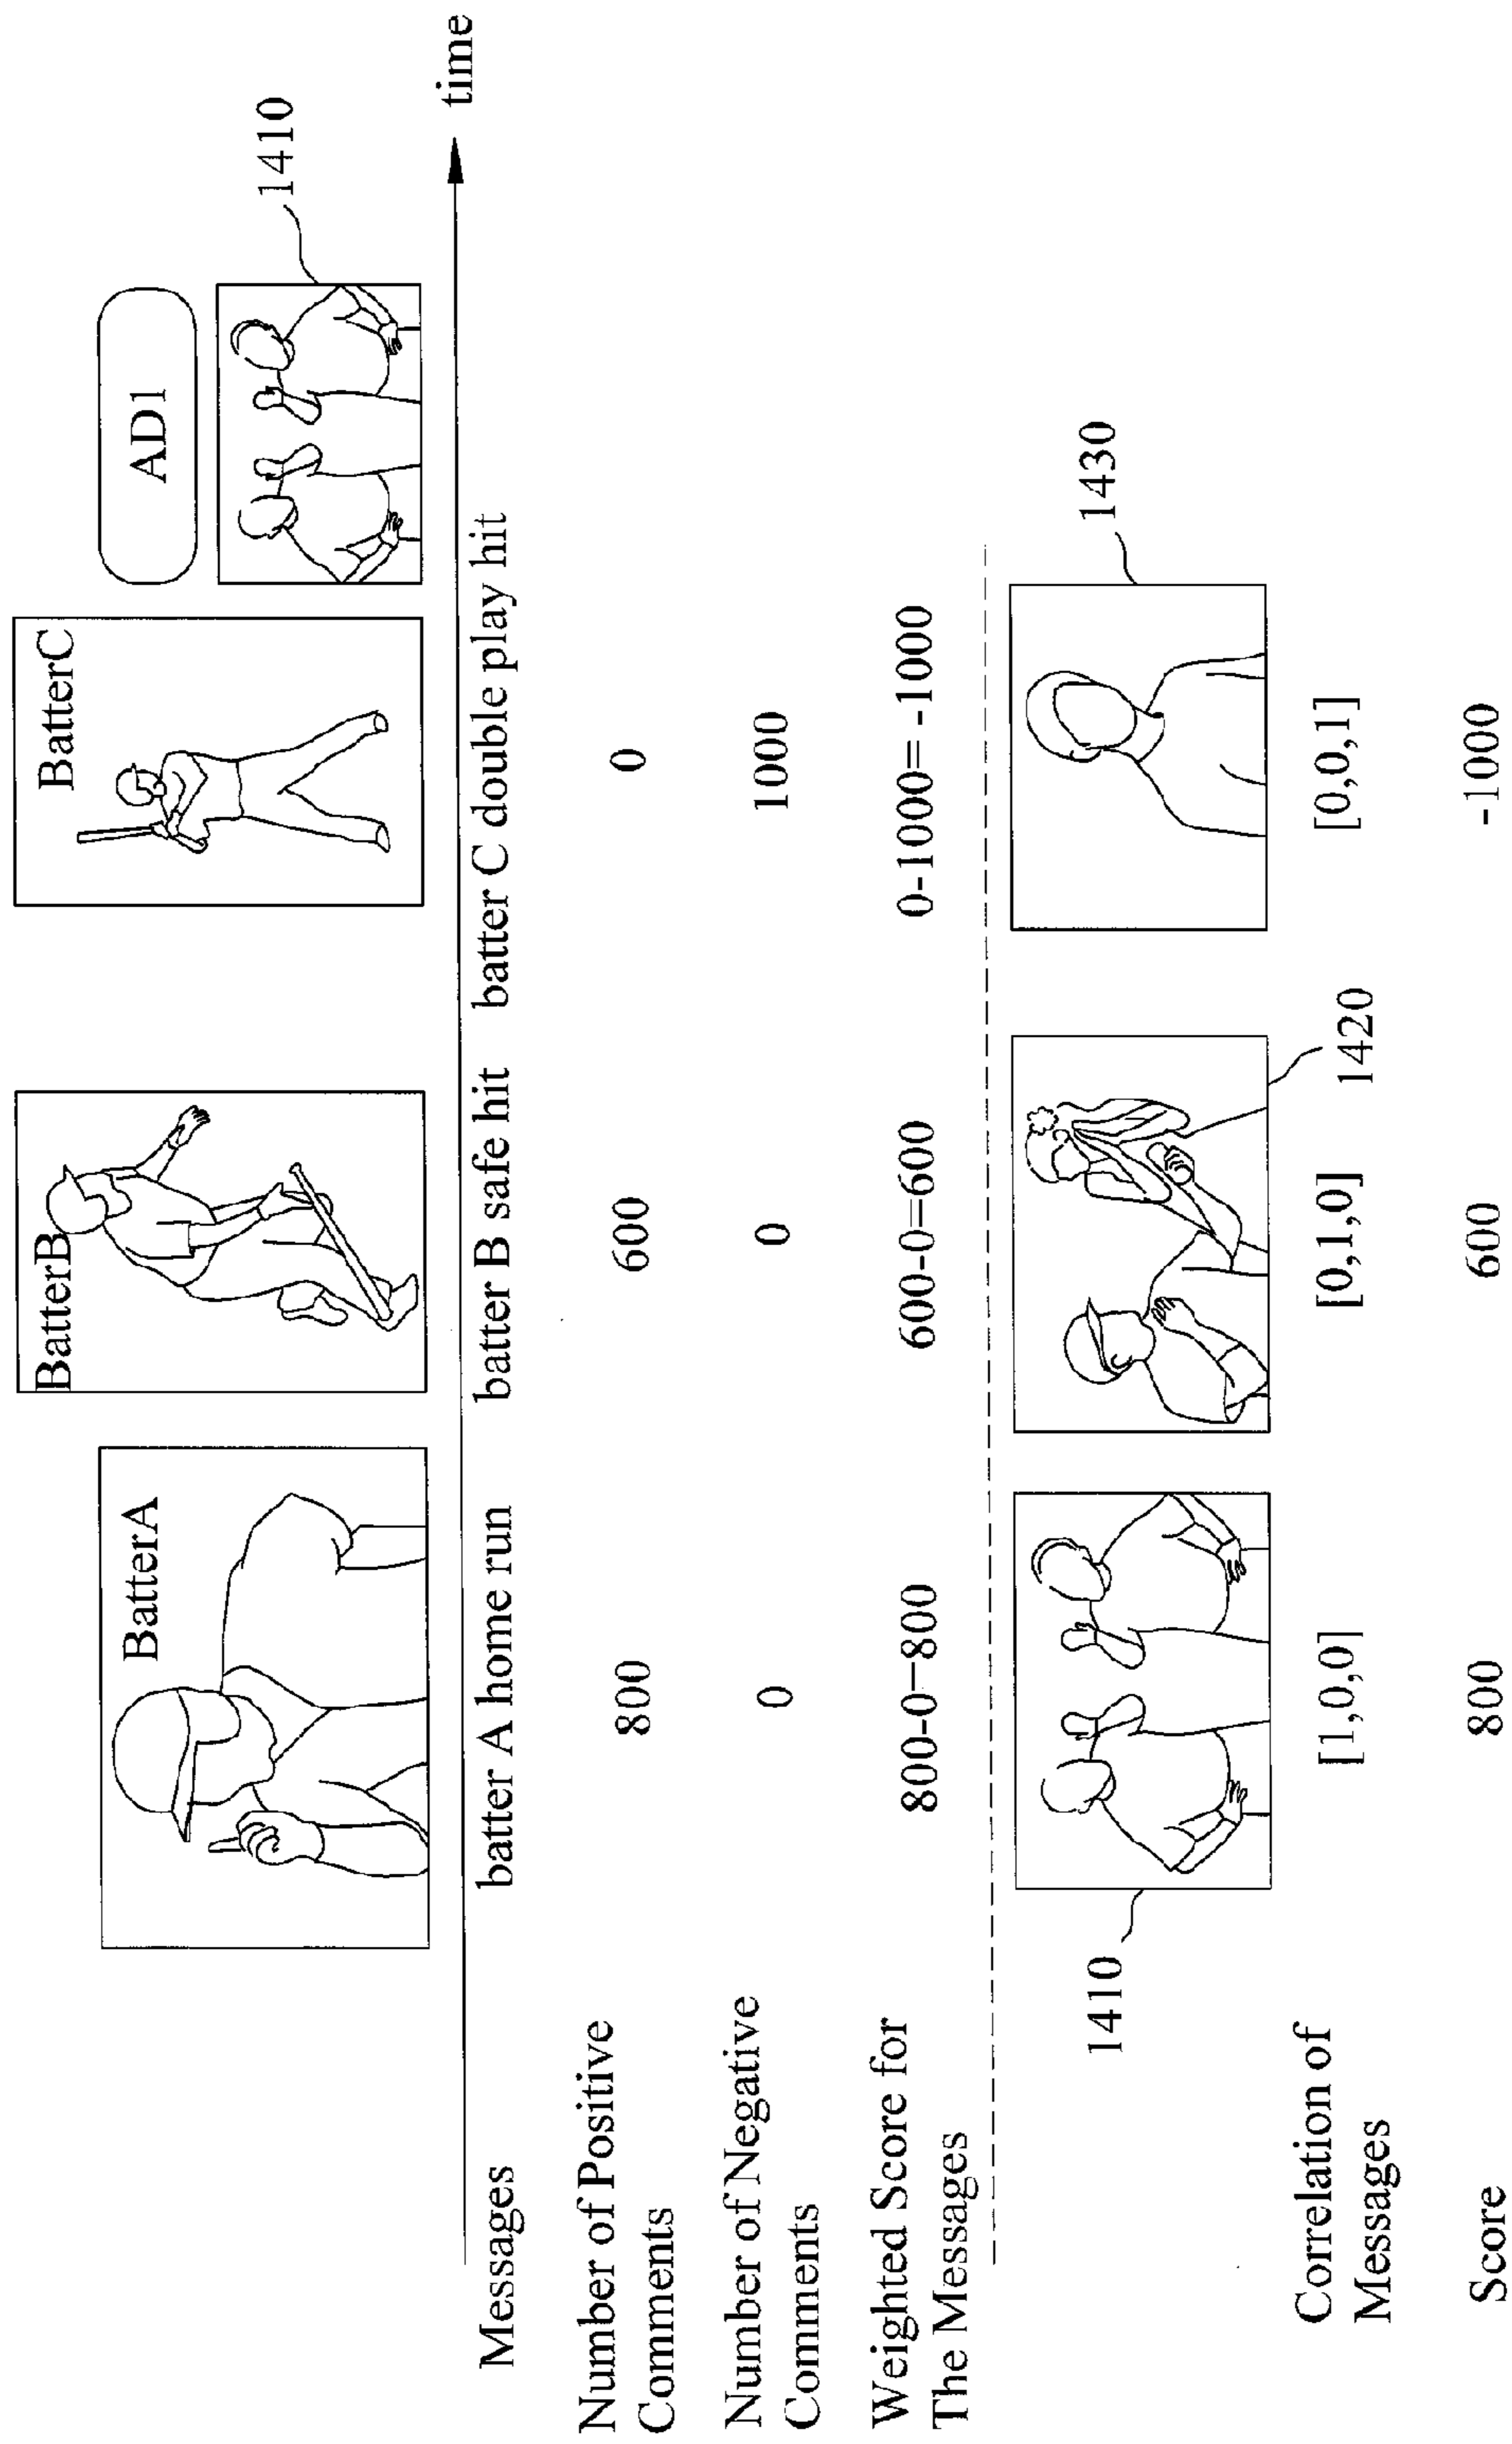 BatterA
BatterB
BatterC
AD1
1410
time
Messages
batter A home run
batter B safe hit
batter C double play hit
Number of Positive
Comments
800
600
0
Number of Negative
Comments
0
0
1000
Weighted Score for
The Messages
800-0=800
600-0=600
0-1000= -1000
1410
1420
1430
Correlation of
Messages
[1,0,0]
[0,1,0]
[0,0,1]
Score
800
600
-1000